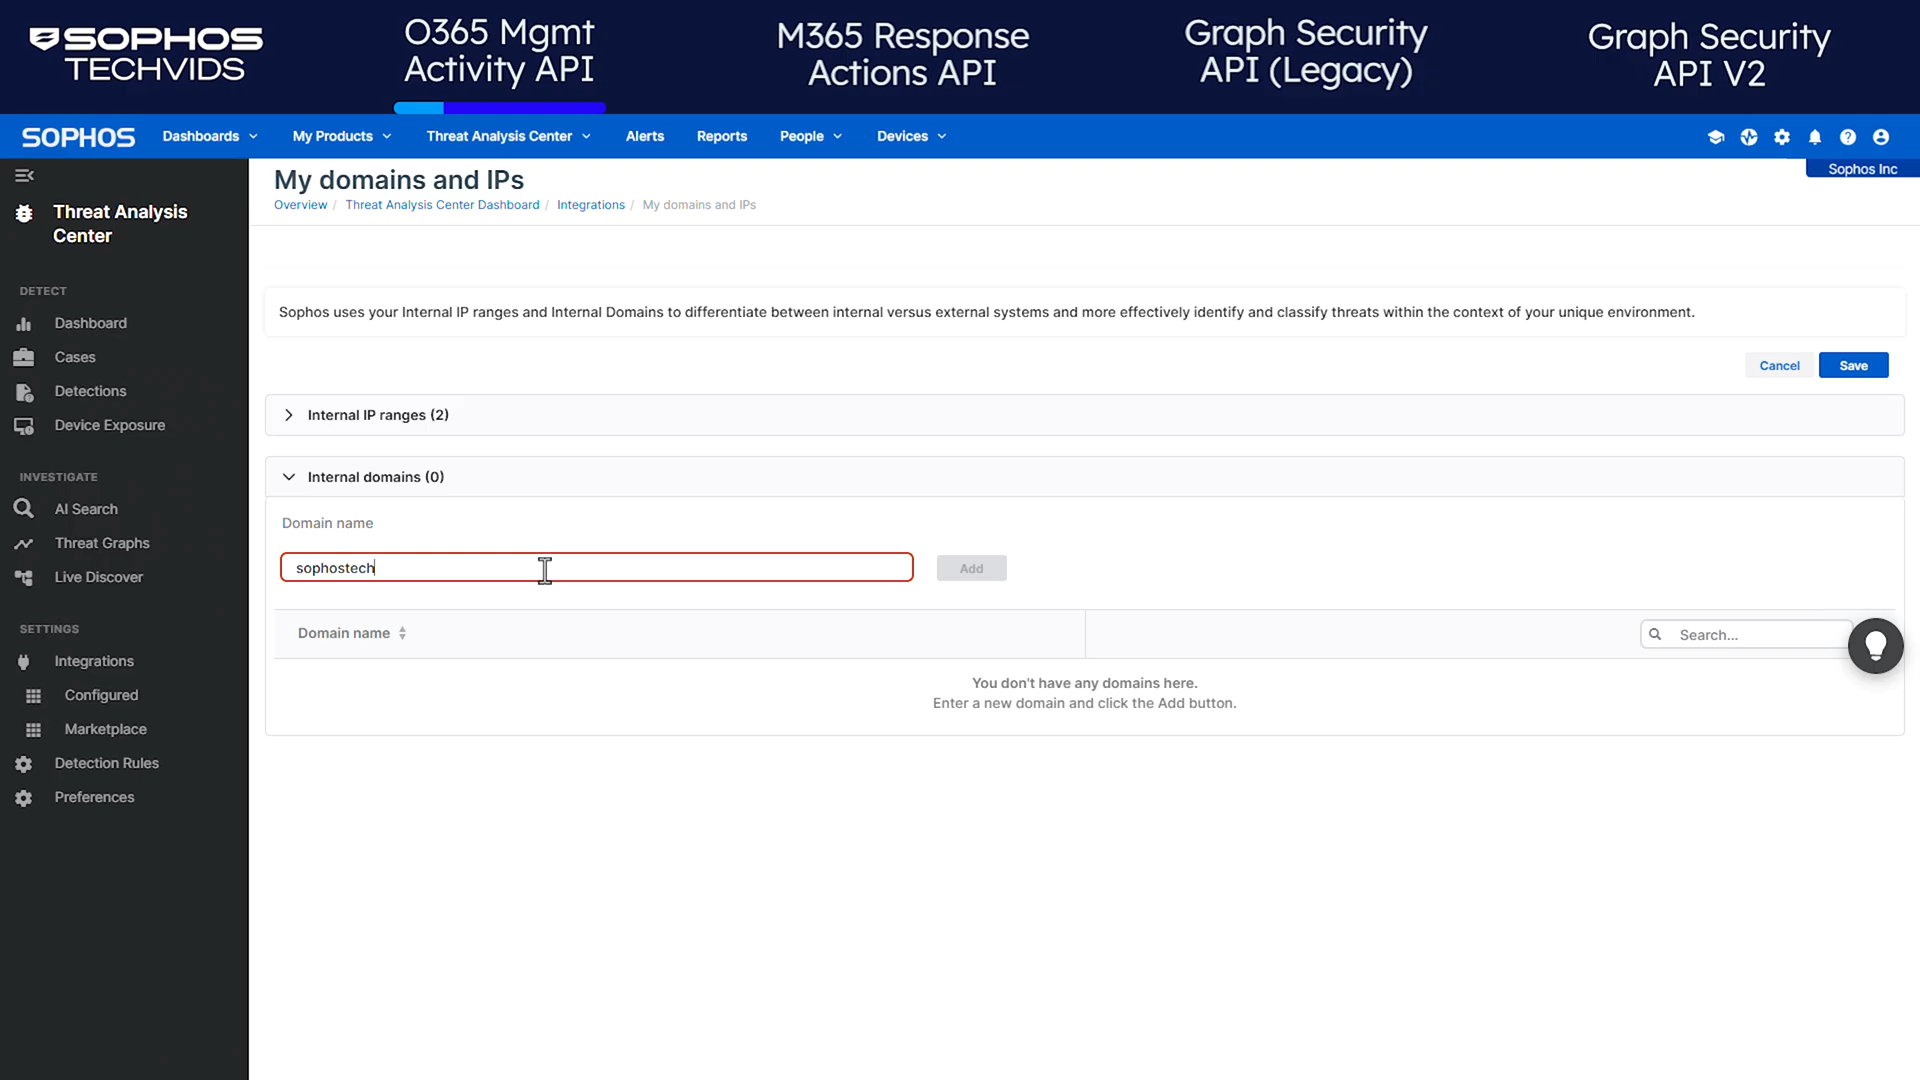 SOPHOS
TECHVIDS
O365 Mgmt
Activity API
M365 Response
Actions API
Graph Security
API (Legacy)
Graph Security
API V2
SOPHOS
Dashboards
My Products
Threat Analysis Center
Alerts
Reports
People
Devices
Sophos Inc
Threat Analysis
Center
DETECT
Dashboard
Cases
Detections
Device Exposure
INVESTIGATE
AI Search
Threat Graphs
Live Discover
SETTINGS
Integrations
Configured
Marketplace
Detection Rules
Preferences
My domains and IPs
Overview / Threat Analysis Center Dashboard / Integrations / My domains and IPs
Sophos uses your Internal IP ranges and Internal Domains to differentiate between internal versus external systems and more effectively identify and classify threats within the context of your unique environment.
Cancel
Save
Internal IP ranges (2)
Internal domains (0)
Domain name
sophostech
Add
Domain name
Search...
You don't have any domains here.
Enter a new domain and click the Add button.